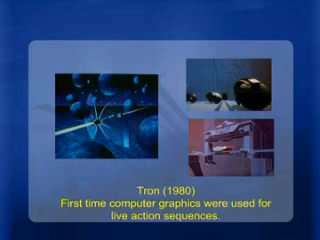 Tron (1980)
First time computer graphics were used for
live action sequences.